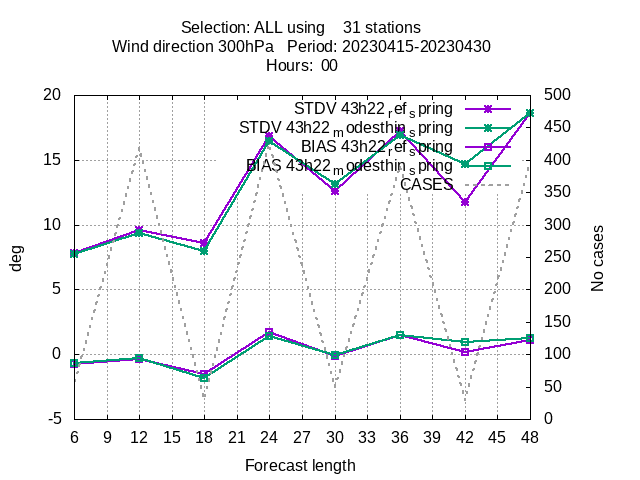 Selection: ALL using    31 stations
Wind direction 300hPa   Period: 20230415-20230430
Hours:  00
STDV 43h22_ref_spring
STDV 43h22_modesthin_spring
BIAS 43h22_ref_spring
BIAS 43h22_modesthin_spring
CASES
20
15
10
5
0
-5
deg
500
450
400
350
300
250
200
150
100
50
0
No cases
6 9 12 15 18 21 24 27 30 33 36 39 42 45 48
Forecast length